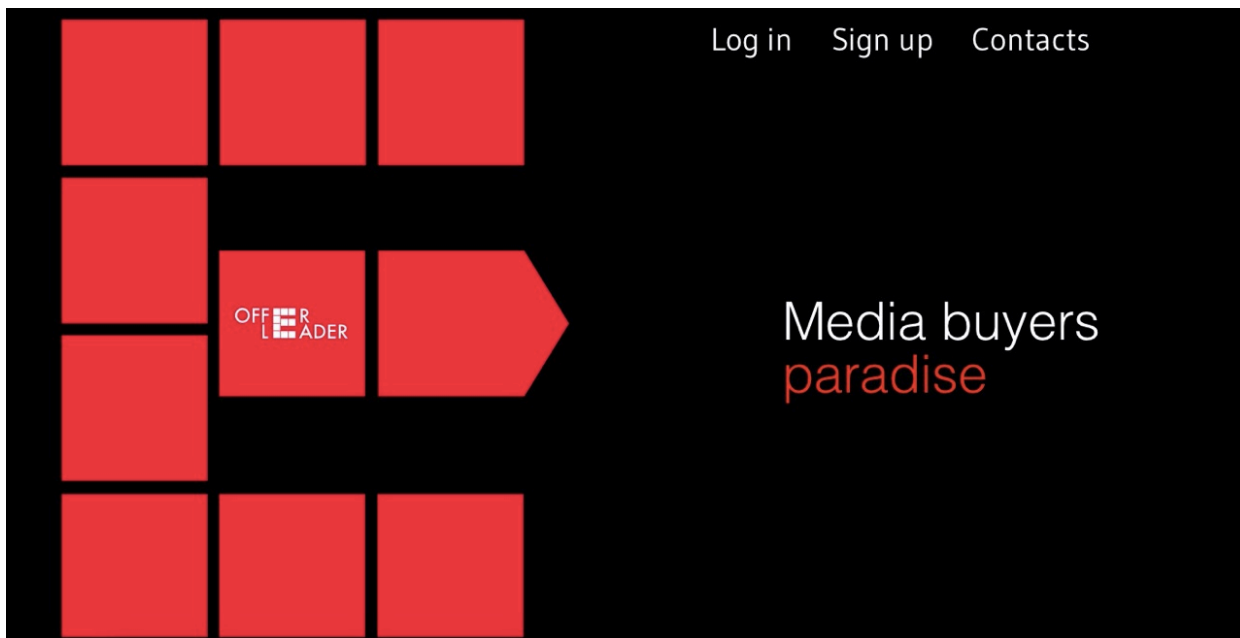 Log in Sign up Contacts
OFFER
LEADER
Media buyers
paradise